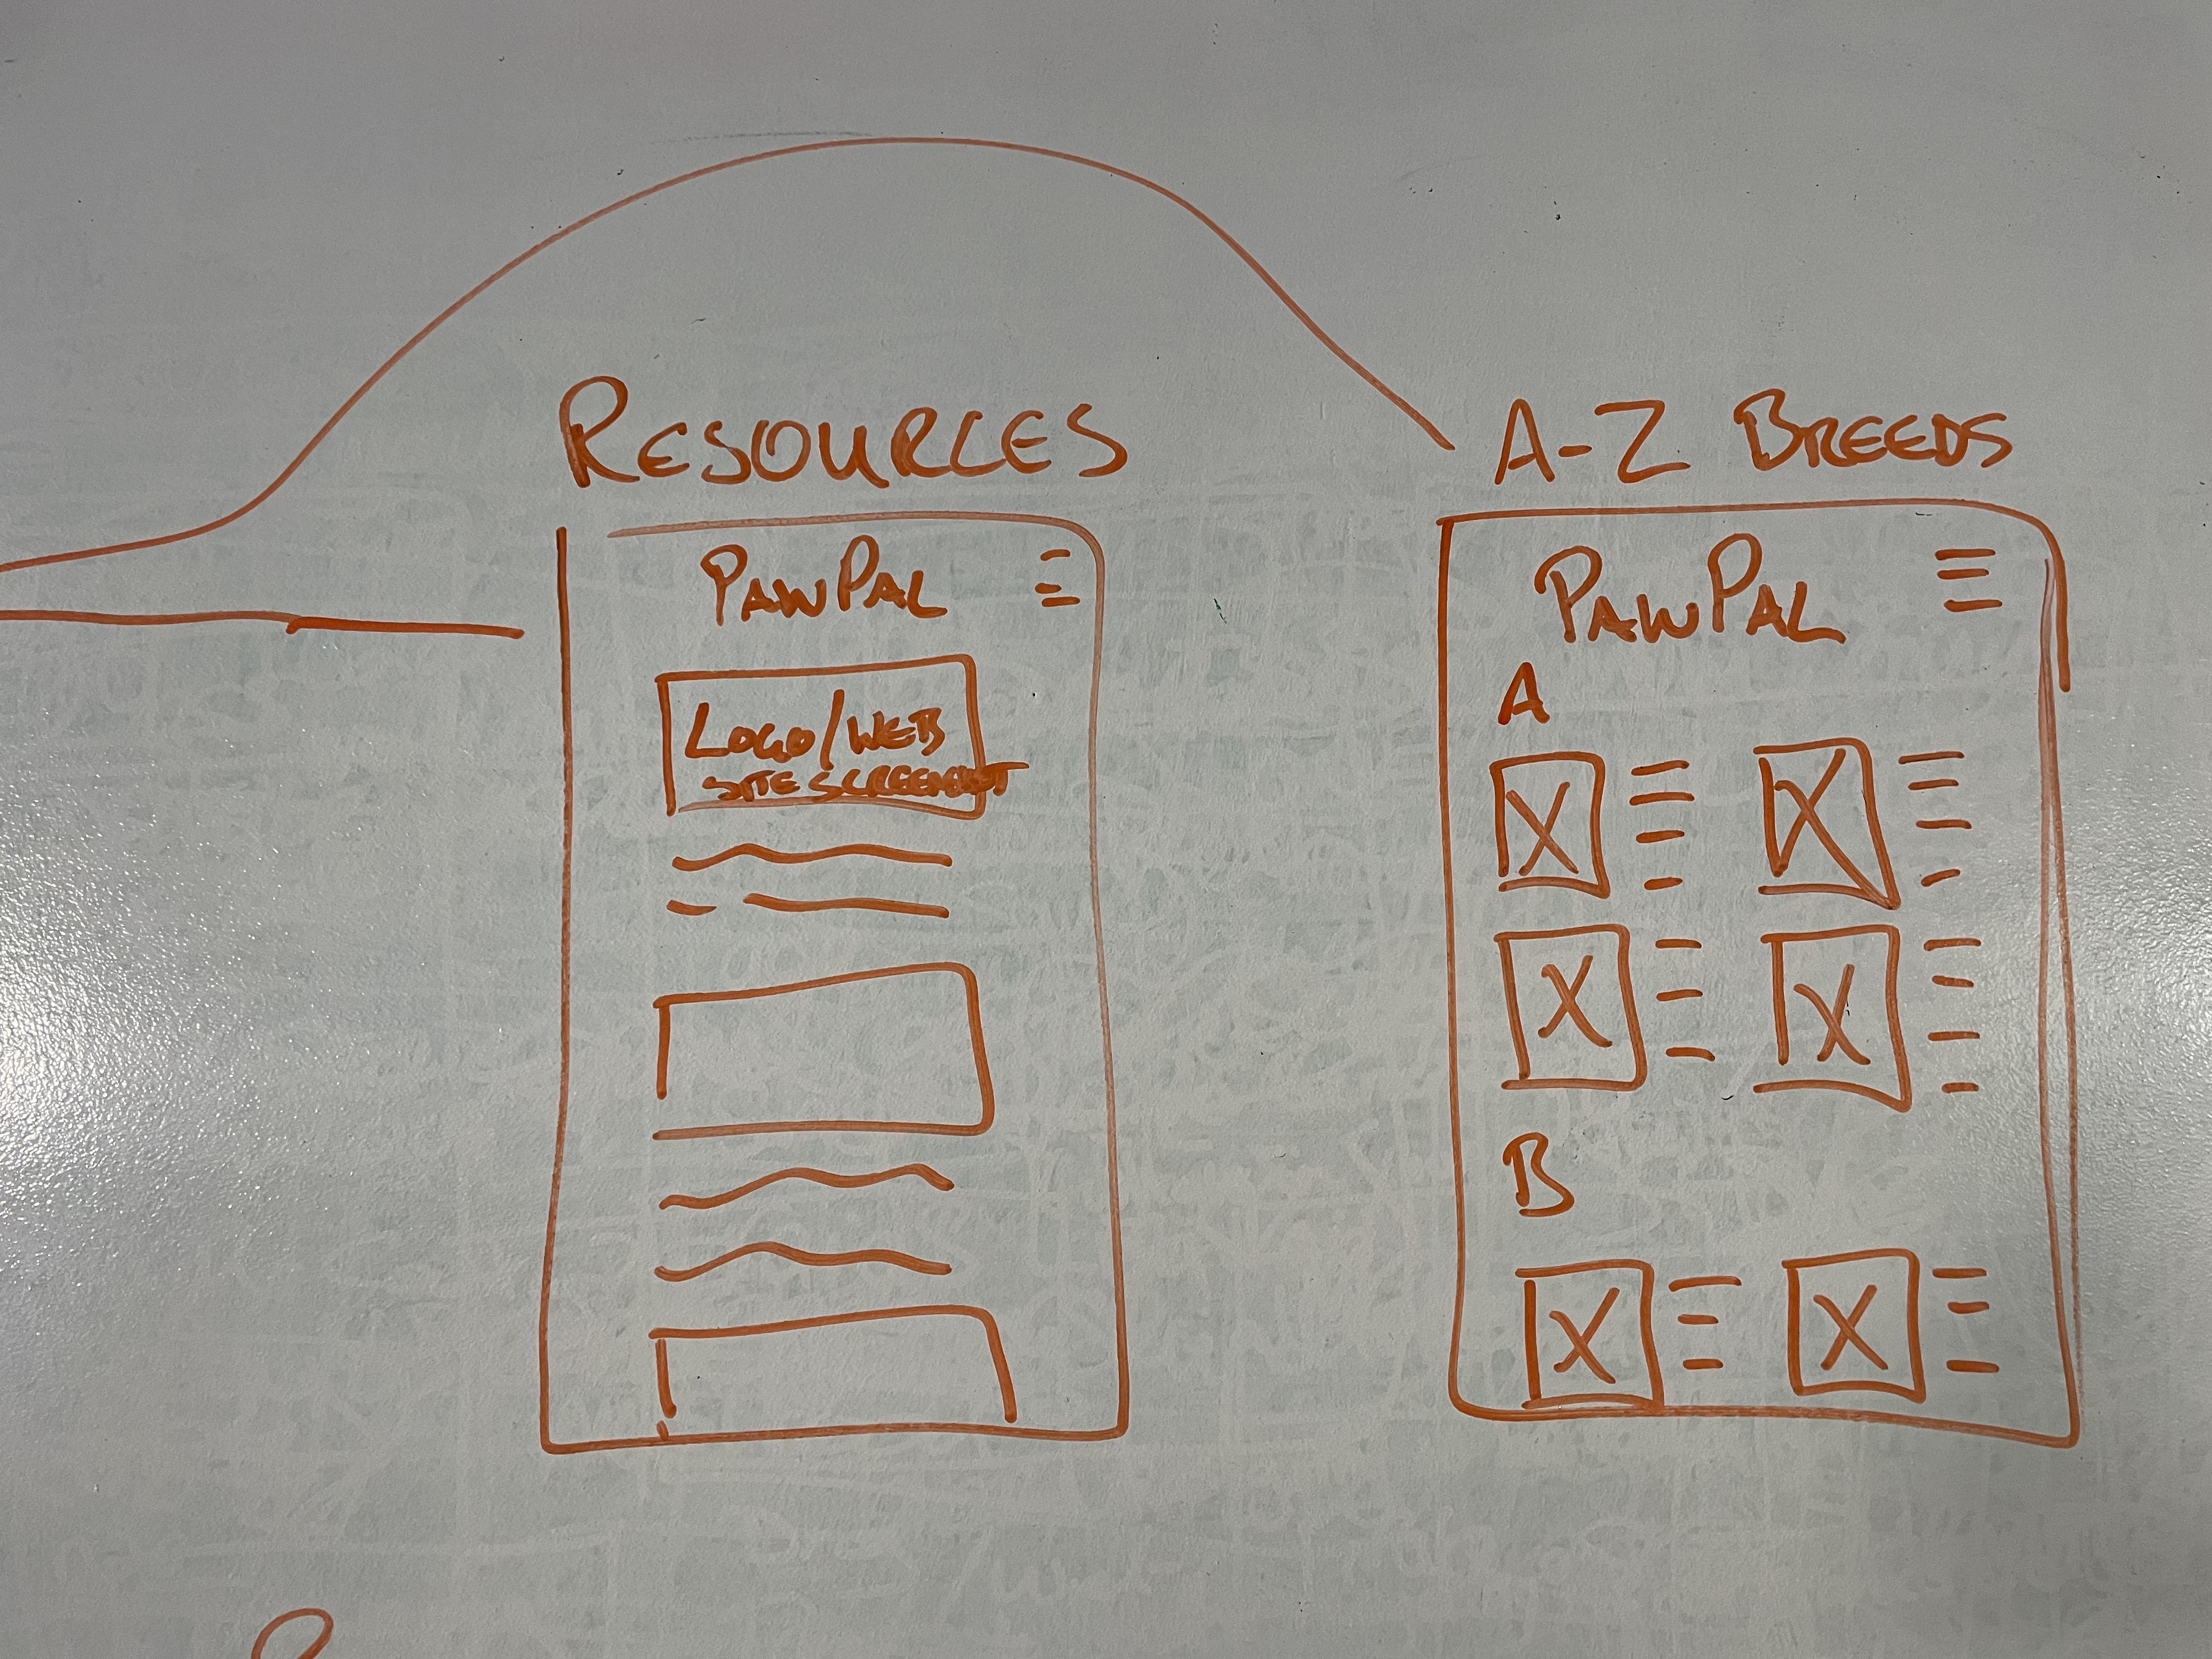 RESOURCES
PAWPAL
LOGO/WEB
SITE SCREENSHOT
A-Z BREEDS
PAWPAL
A
B